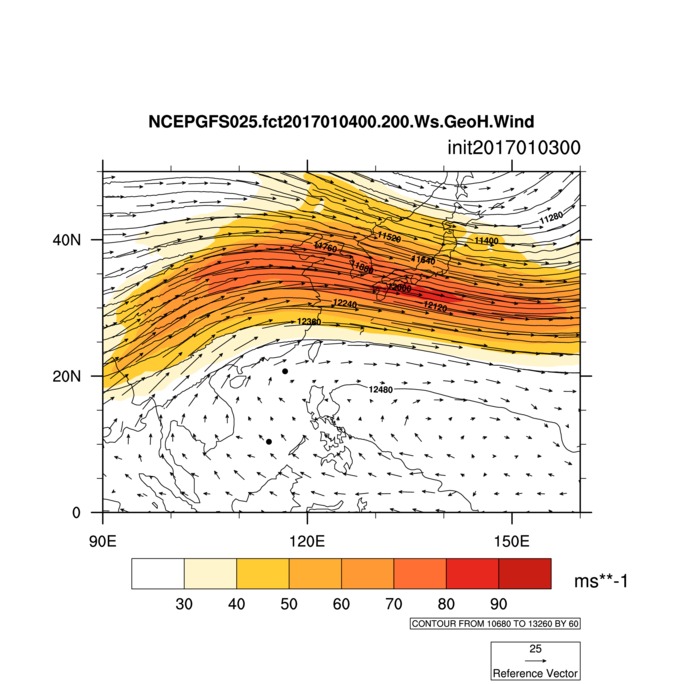 NCEPGFS025.fct2017010400.200.Ws.GeoH.Wind
init2017010300
11280
11520
11400
11760
11640
11880
12000
12120
12240
12360
12480
40N
20N
0
90E
120E
150E
30
40
50
60
70
80
90
ms**-1
CONTOUR FROM 10680 TO 13260 BY 60
25
Reference Vector